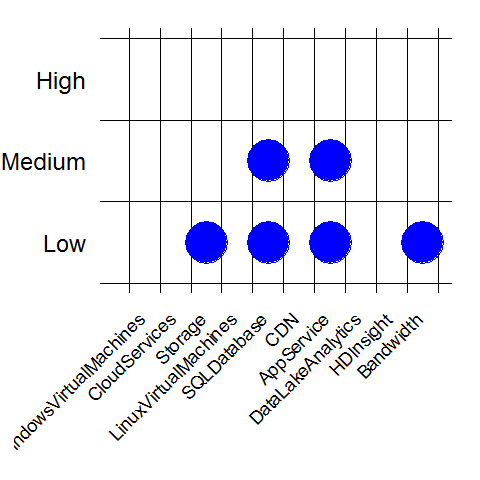 High
Medium
Low
ndowsVirtualMachines
CloudServices
Storage
LinuxVirtualMachines
SQLDatabase
CDN
AppService
DataLakeAnalytics
HDInsight
Bandwidth